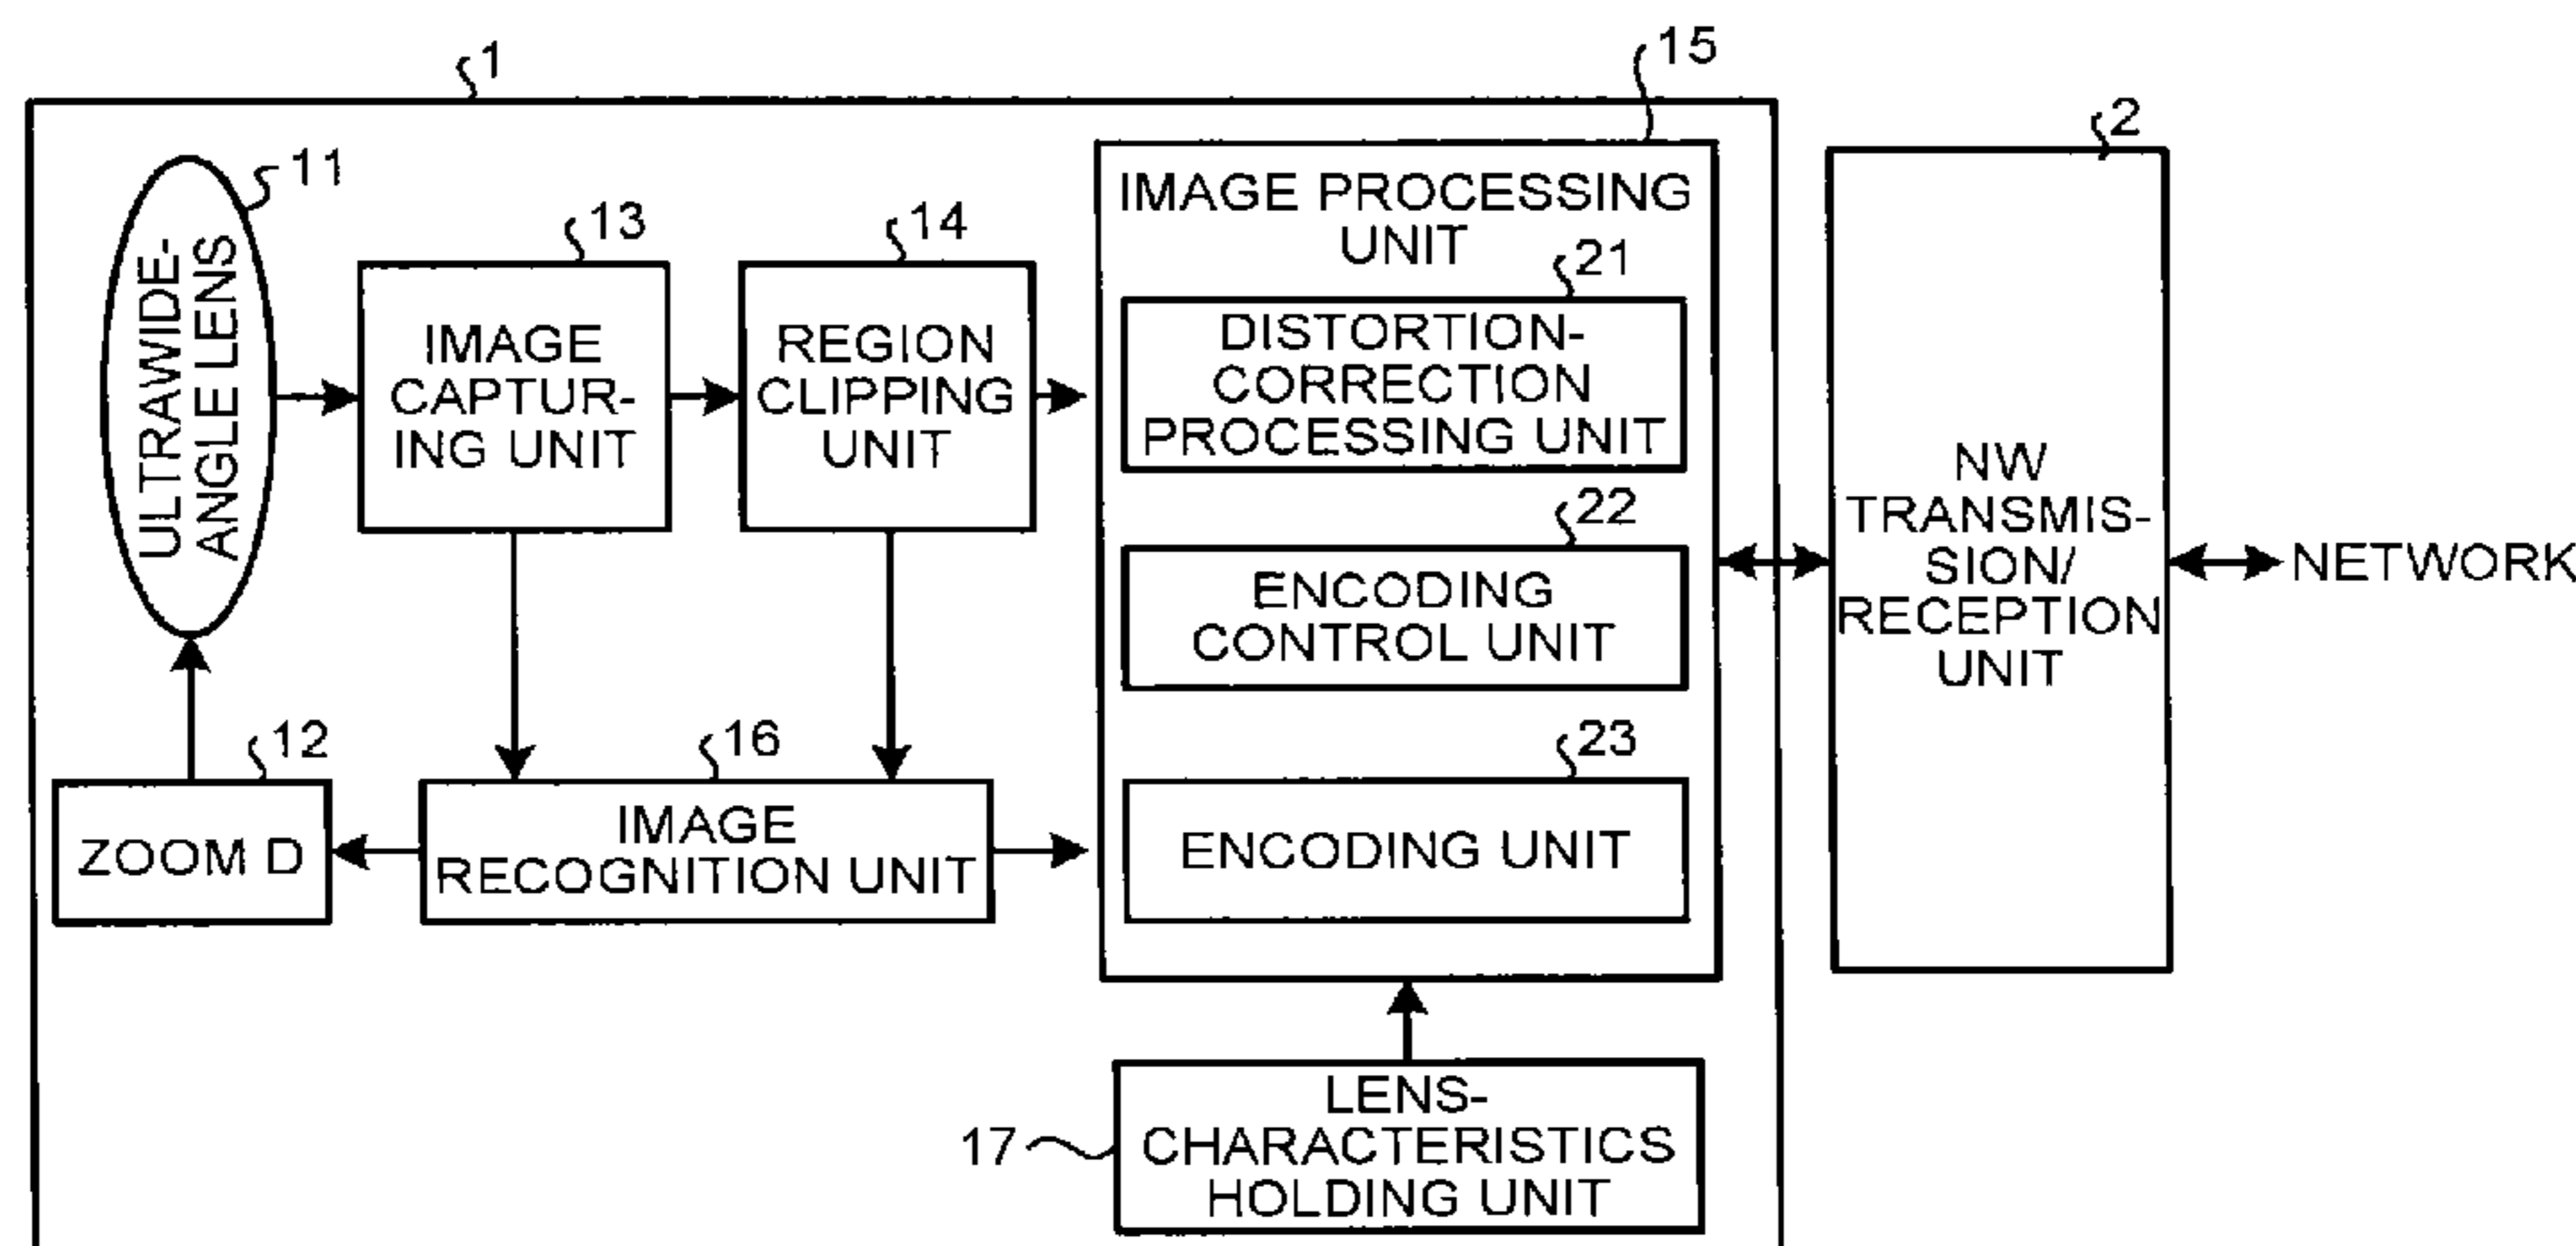 1
15
2
11
ULTRAWIDE-
ANGLE LENS
13
IMAGE
CAPTUR-
ING UNIT
14
REGION
CLIPPING
UNIT
IMAGE PROCESSING
UNIT
21
DISTORTION-
CORRECTION
PROCESSING UNIT
22
ENCODING
CONTROL UNIT
23
ENCODING UNIT
NW
TRANSMIS-
SION/
RECEPTION
UNIT
NETWORK
12
ZOOM D
16
IMAGE
RECOGNITION UNIT
17
LENS-
CHARACTERISTICS
HOLDING UNIT